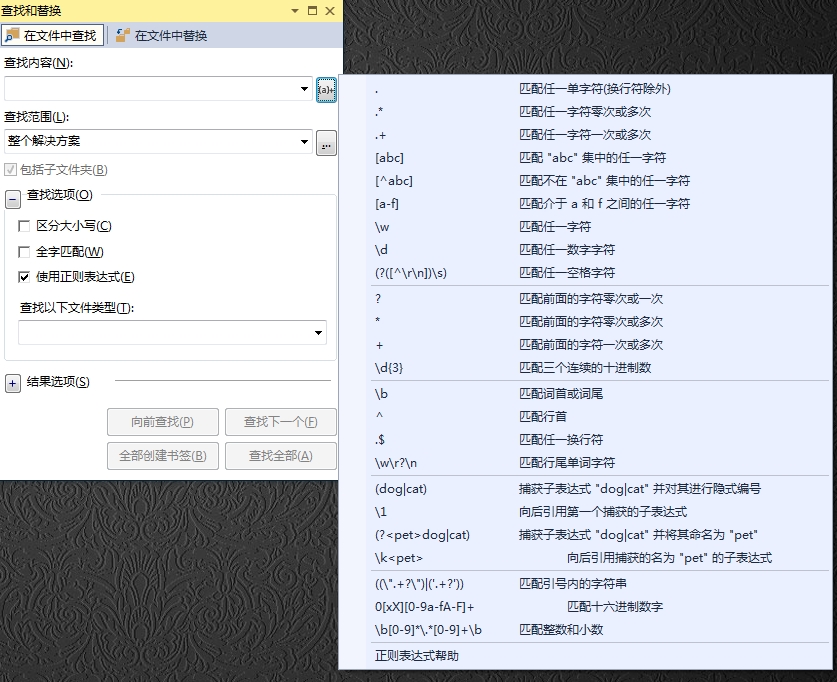 查找和替换
在文件中查找
在文件中替换
查找内容(N):
(a)+
查找范围(L):
整个解决方案
...
包括子文件夹(B)
查找选项(O)
区分大小写(C)
全字匹配(W)
使用正则表达式(E)
查找以下文件类型(T):
结果选项(S)
向前查找(P)
查找下一个(F)
全部创建书签(B)
查找全部(A)
. 匹配任一单字符(换行符除外)
.* 匹配任一字符零次或多次
.+ 匹配任一字符一次或多次
[abc] 匹配 "abc" 集中的任一字符
[^abc] 匹配不在 "abc" 集中的任一字符
[a-f] 匹配介于 a 和 f 之间的任一字符
\w 匹配任一字符
\d 匹配任一数字字符
(?([^\r\n])\s) 匹配任一空格字符
? 匹配前面的字符零次或一次
* 匹配前面的字符零次或多次
+ 匹配前面的字符一次或多次
\d{3} 匹配三个连续的十进制数
\b 匹配词首或词尾
^ 匹配行首
.$ 匹配任一换行符
\w\r?\n 匹配行尾单词字符
(dog|cat) 捕获子表达式 "dog|cat" 并对其进行隐式编号
\1 向后引用第一个捕获的子表达式
(?<pet>dog|cat) 捕获子表达式 "dog|cat" 并将其命名为 "pet"
\k<pet> 向后引用捕获的名为 "pet" 的子表达式
((\".+?\")|('.+?')) 匹配引号内的字符串
0[xX][0-9a-fA-F]+ 匹配十六进制数字
\b[0-9]*\.*[0-9]+\b 匹配整数和小数
正则表达式帮助